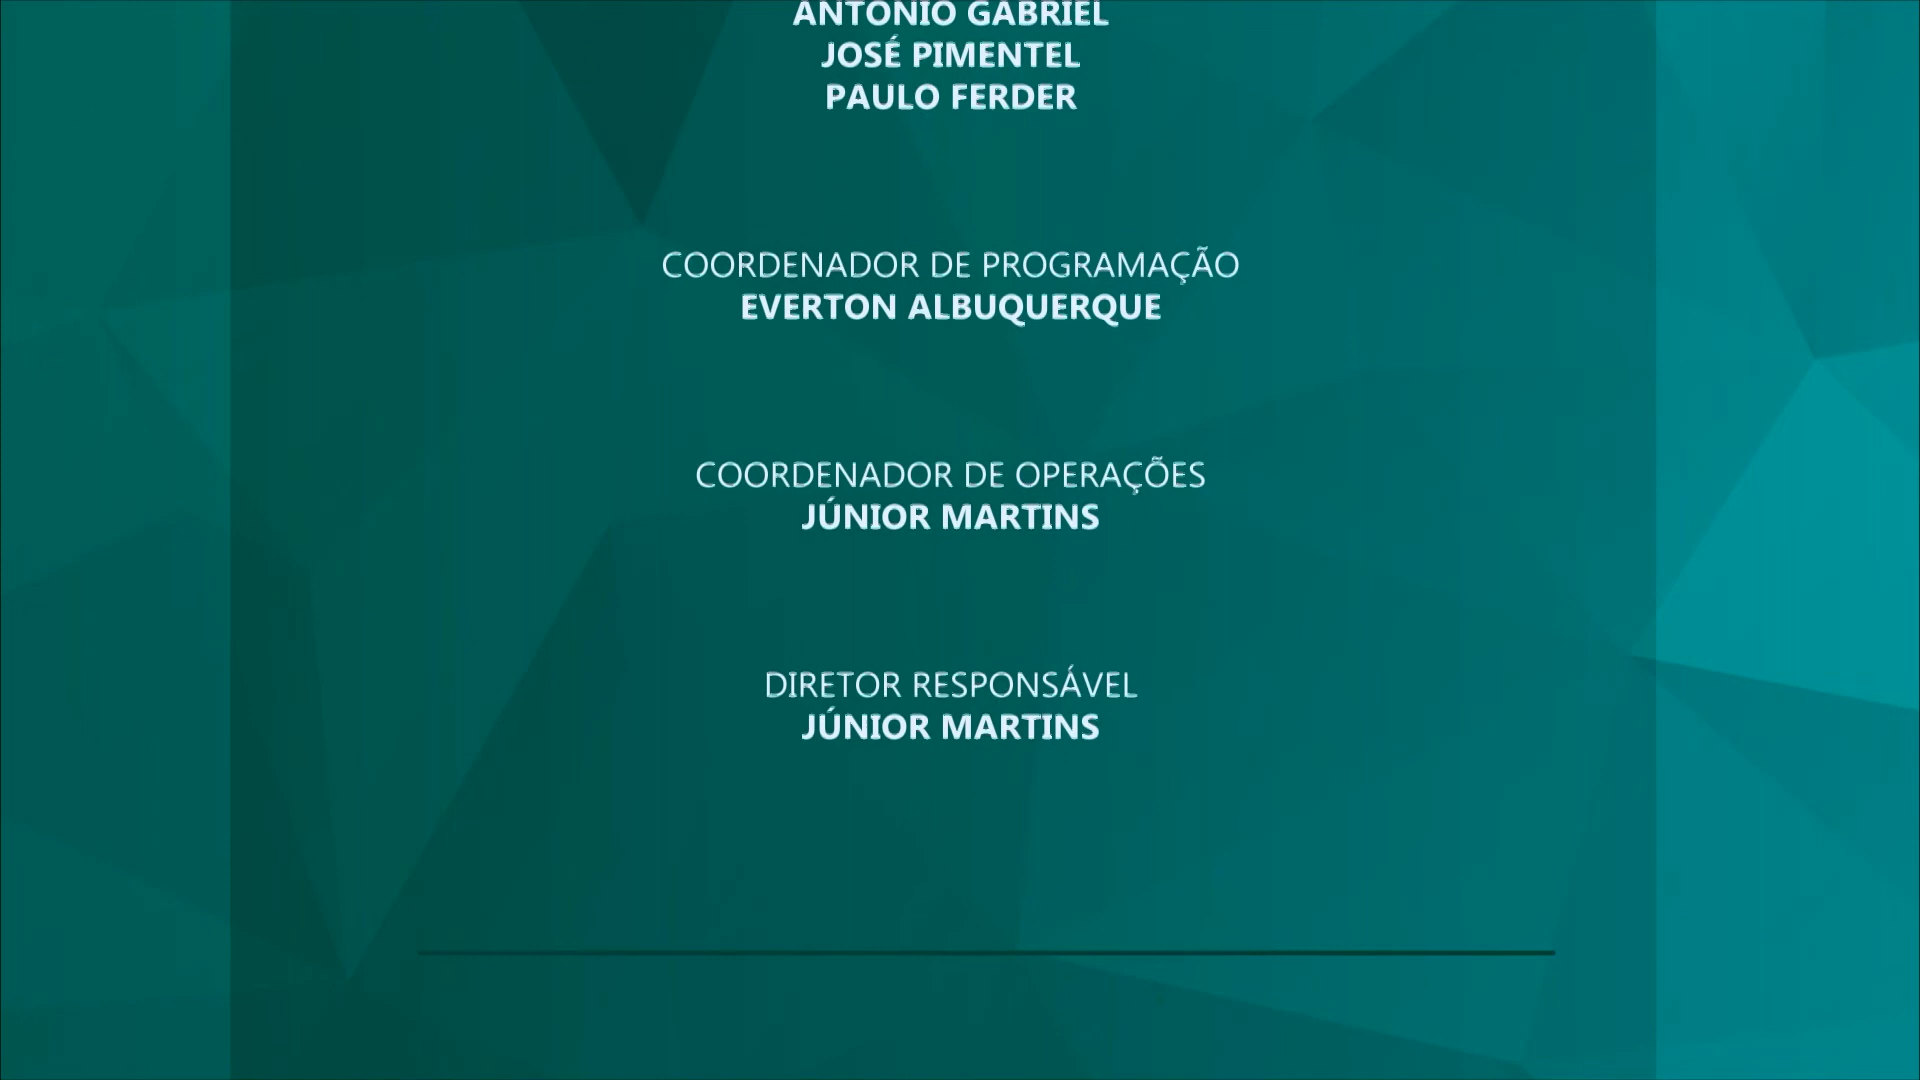 ANTONIO GABRIEL
JOSÉ PIMENTEL
PAULO FERDER
COORDENADOR DE PROGRAMAÇÃO
EVERTON ALBUQUERQUE
COORDENADOR DE OPERAÇÕES
JÚNIOR MARTINS
DIRETOR RESPONSÁVEL
JÚNIOR MARTINS